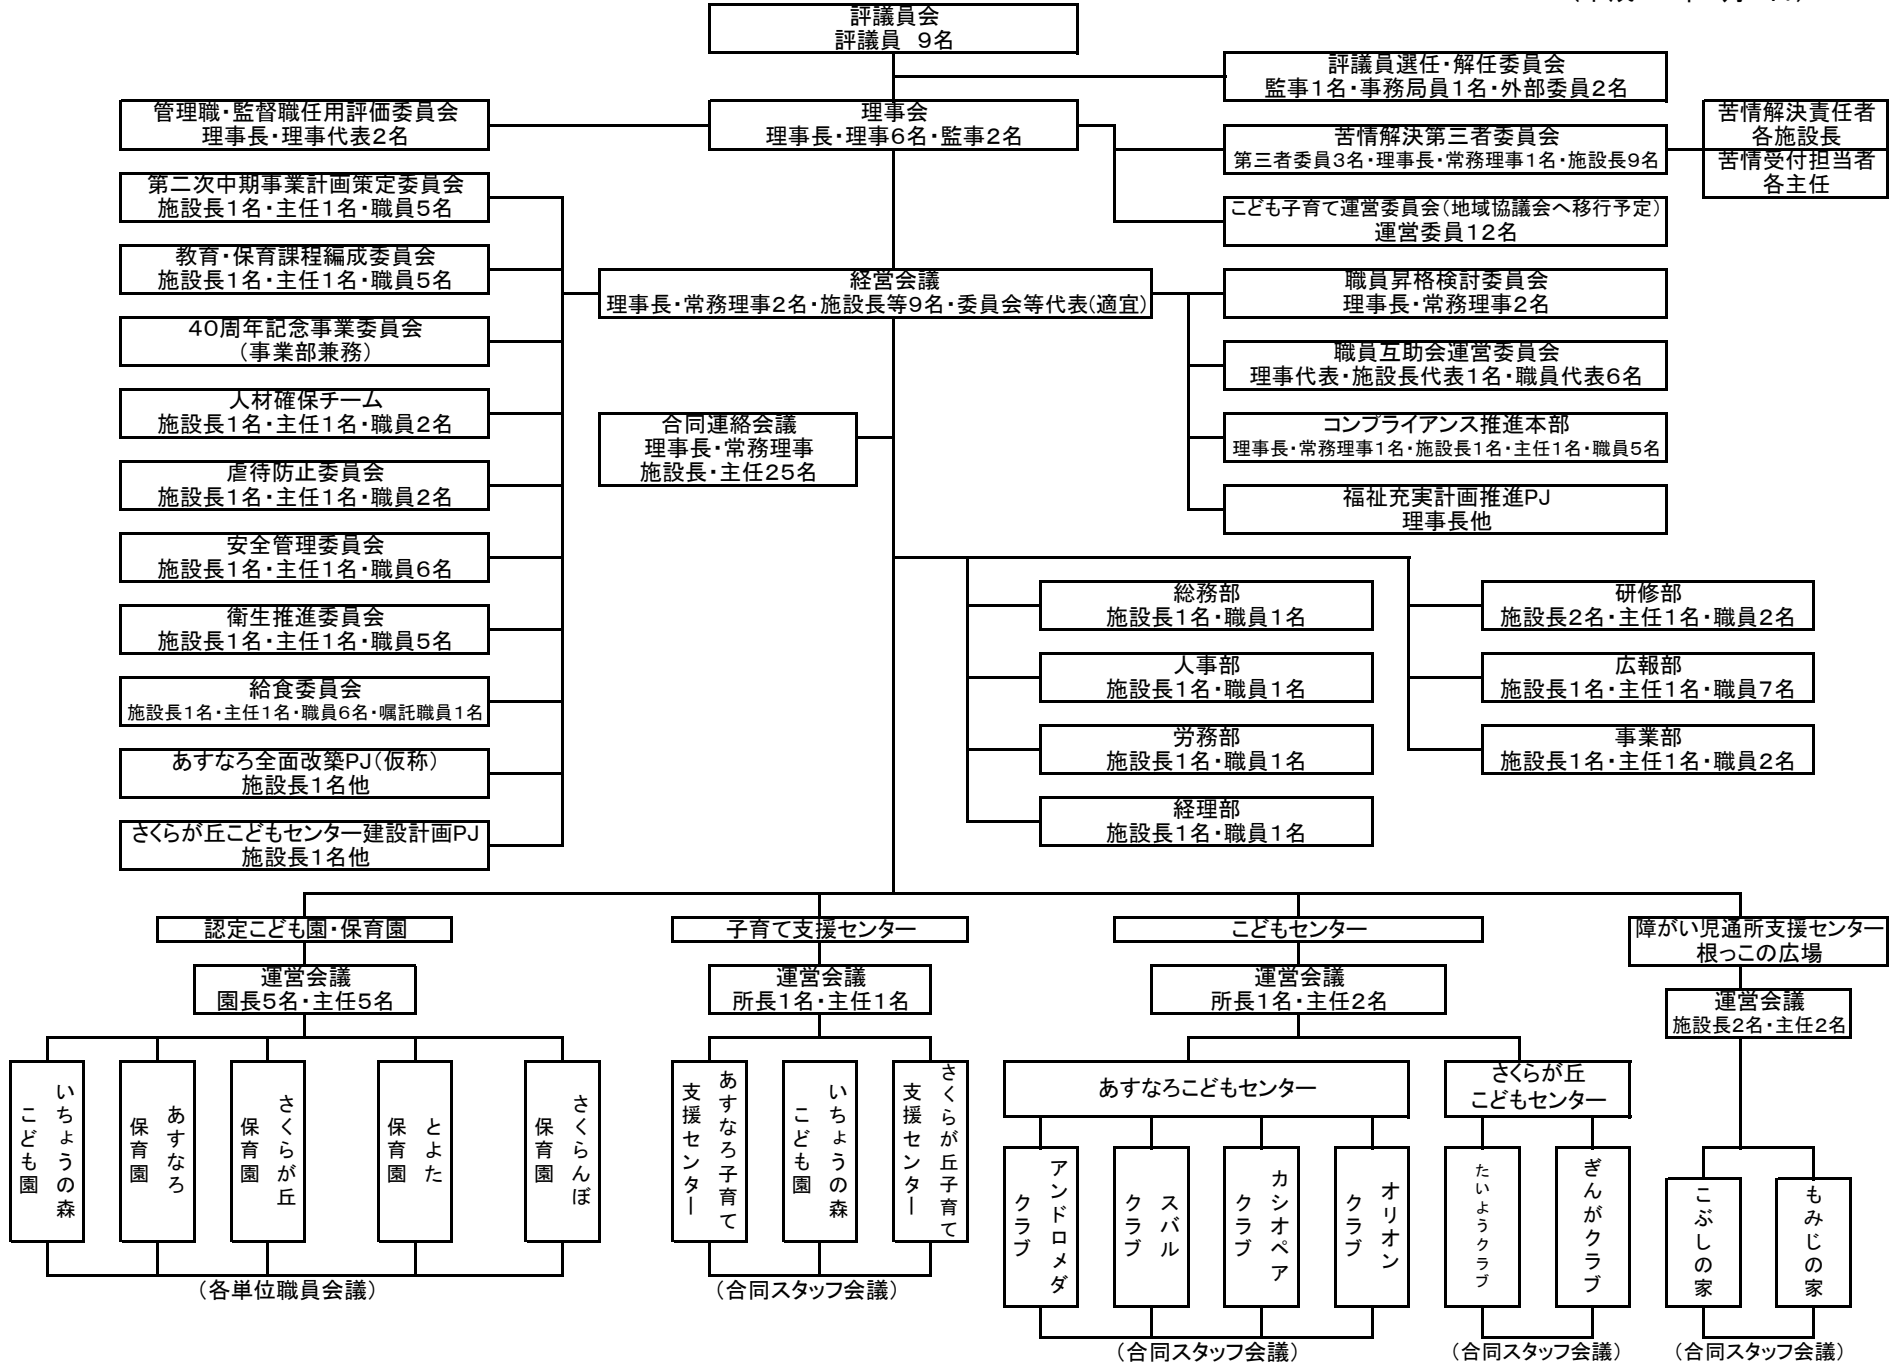 評議員会
評議員 9名
評議員選任・解任委員会
監事1名・事務局員1名・外部委員2名
管理職・監督職任用評価委員会
理事長・理事代表2名
理事会
理事長・理事6名・監事2名
苦情解決第三者委員会
第三者委員3名・理事長・常務理事1名・施設長9名
苦情解決責任者
各施設長
苦情受付担当者
各主任
こども子育て運営委員会(地域協議会へ移行予定)
運営委員12名
第二次中期事業計画策定委員会
施設長1名・主任1名・職員5名
教育・保育課程編成委員会
施設長1名・主任1名・職員5名
40周年記念事業委員会
(事業部兼務)
人材確保チーム
施設長1名・主任1名・職員2名
虐待防止委員会
施設長1名・主任1名・職員2名
安全管理委員会
施設長1名・主任1名・職員6名
衛生推進委員会
施設長1名・主任1名・職員5名
給食委員会
施設長1名・主任1名・職員6名・嘱託職員1名
あすなろ全面改築PJ(仮称)
施設長1名他
さくらが丘こどもセンター建設計画PJ
施設長1名他
経営会議
理事長・常務理事2名・施設長等9名・委員会等代表(適宜)
合同連絡会議
理事長・常務理事
施設長・主任25名
職員昇格検討委員会
理事長・常務理事2名
職員互助会運営委員会
理事代表・施設長代表1名・職員代表6名
コンプライアンス推進本部
理事長・常務理事1名・施設長1名・主任1名・職員5名
福祉充実計画推進PJ
理事長他
総務部
施設長1名・職員1名
人事部
施設長1名・職員1名
労務部
施設長1名・職員1名
経理部
施設長1名・職員1名
研修部
施設長2名・主任1名・職員2名
広報部
施設長1名・主任1名・職員7名
事業部
施設長1名・主任1名・職員2名
認定こども園・保育園
運営会議
園長5名・主任5名
いちょうの森
こども園
あすなろ
保育園
さくらが丘
保育園
とよた
保育園
さくらんぼ
保育園
(各単位職員会議)
子育て支援センター
運営会議
所長1名・主任1名
あすなろ子育て
支援センター
いちょうの森
こども園
さくらが丘子育て
支援センター
(合同スタッフ会議)
こどもセンター
運営会議
所長1名・主任2名
あすなろこどもセンター
アンドロメダ
クラブ
スバル
クラブ
カシオペア
クラブ
オリオン
クラブ
(合同スタッフ会議)
さくらが丘
こどもセンター
たいようクラブ
ぎんがクラブ
(合同スタッフ会議)
障がい児通所支援センター
根っこの広場
運営会議
施設長2名・主任2名
こぶしの家
もみじの家
(合同スタッフ会議)